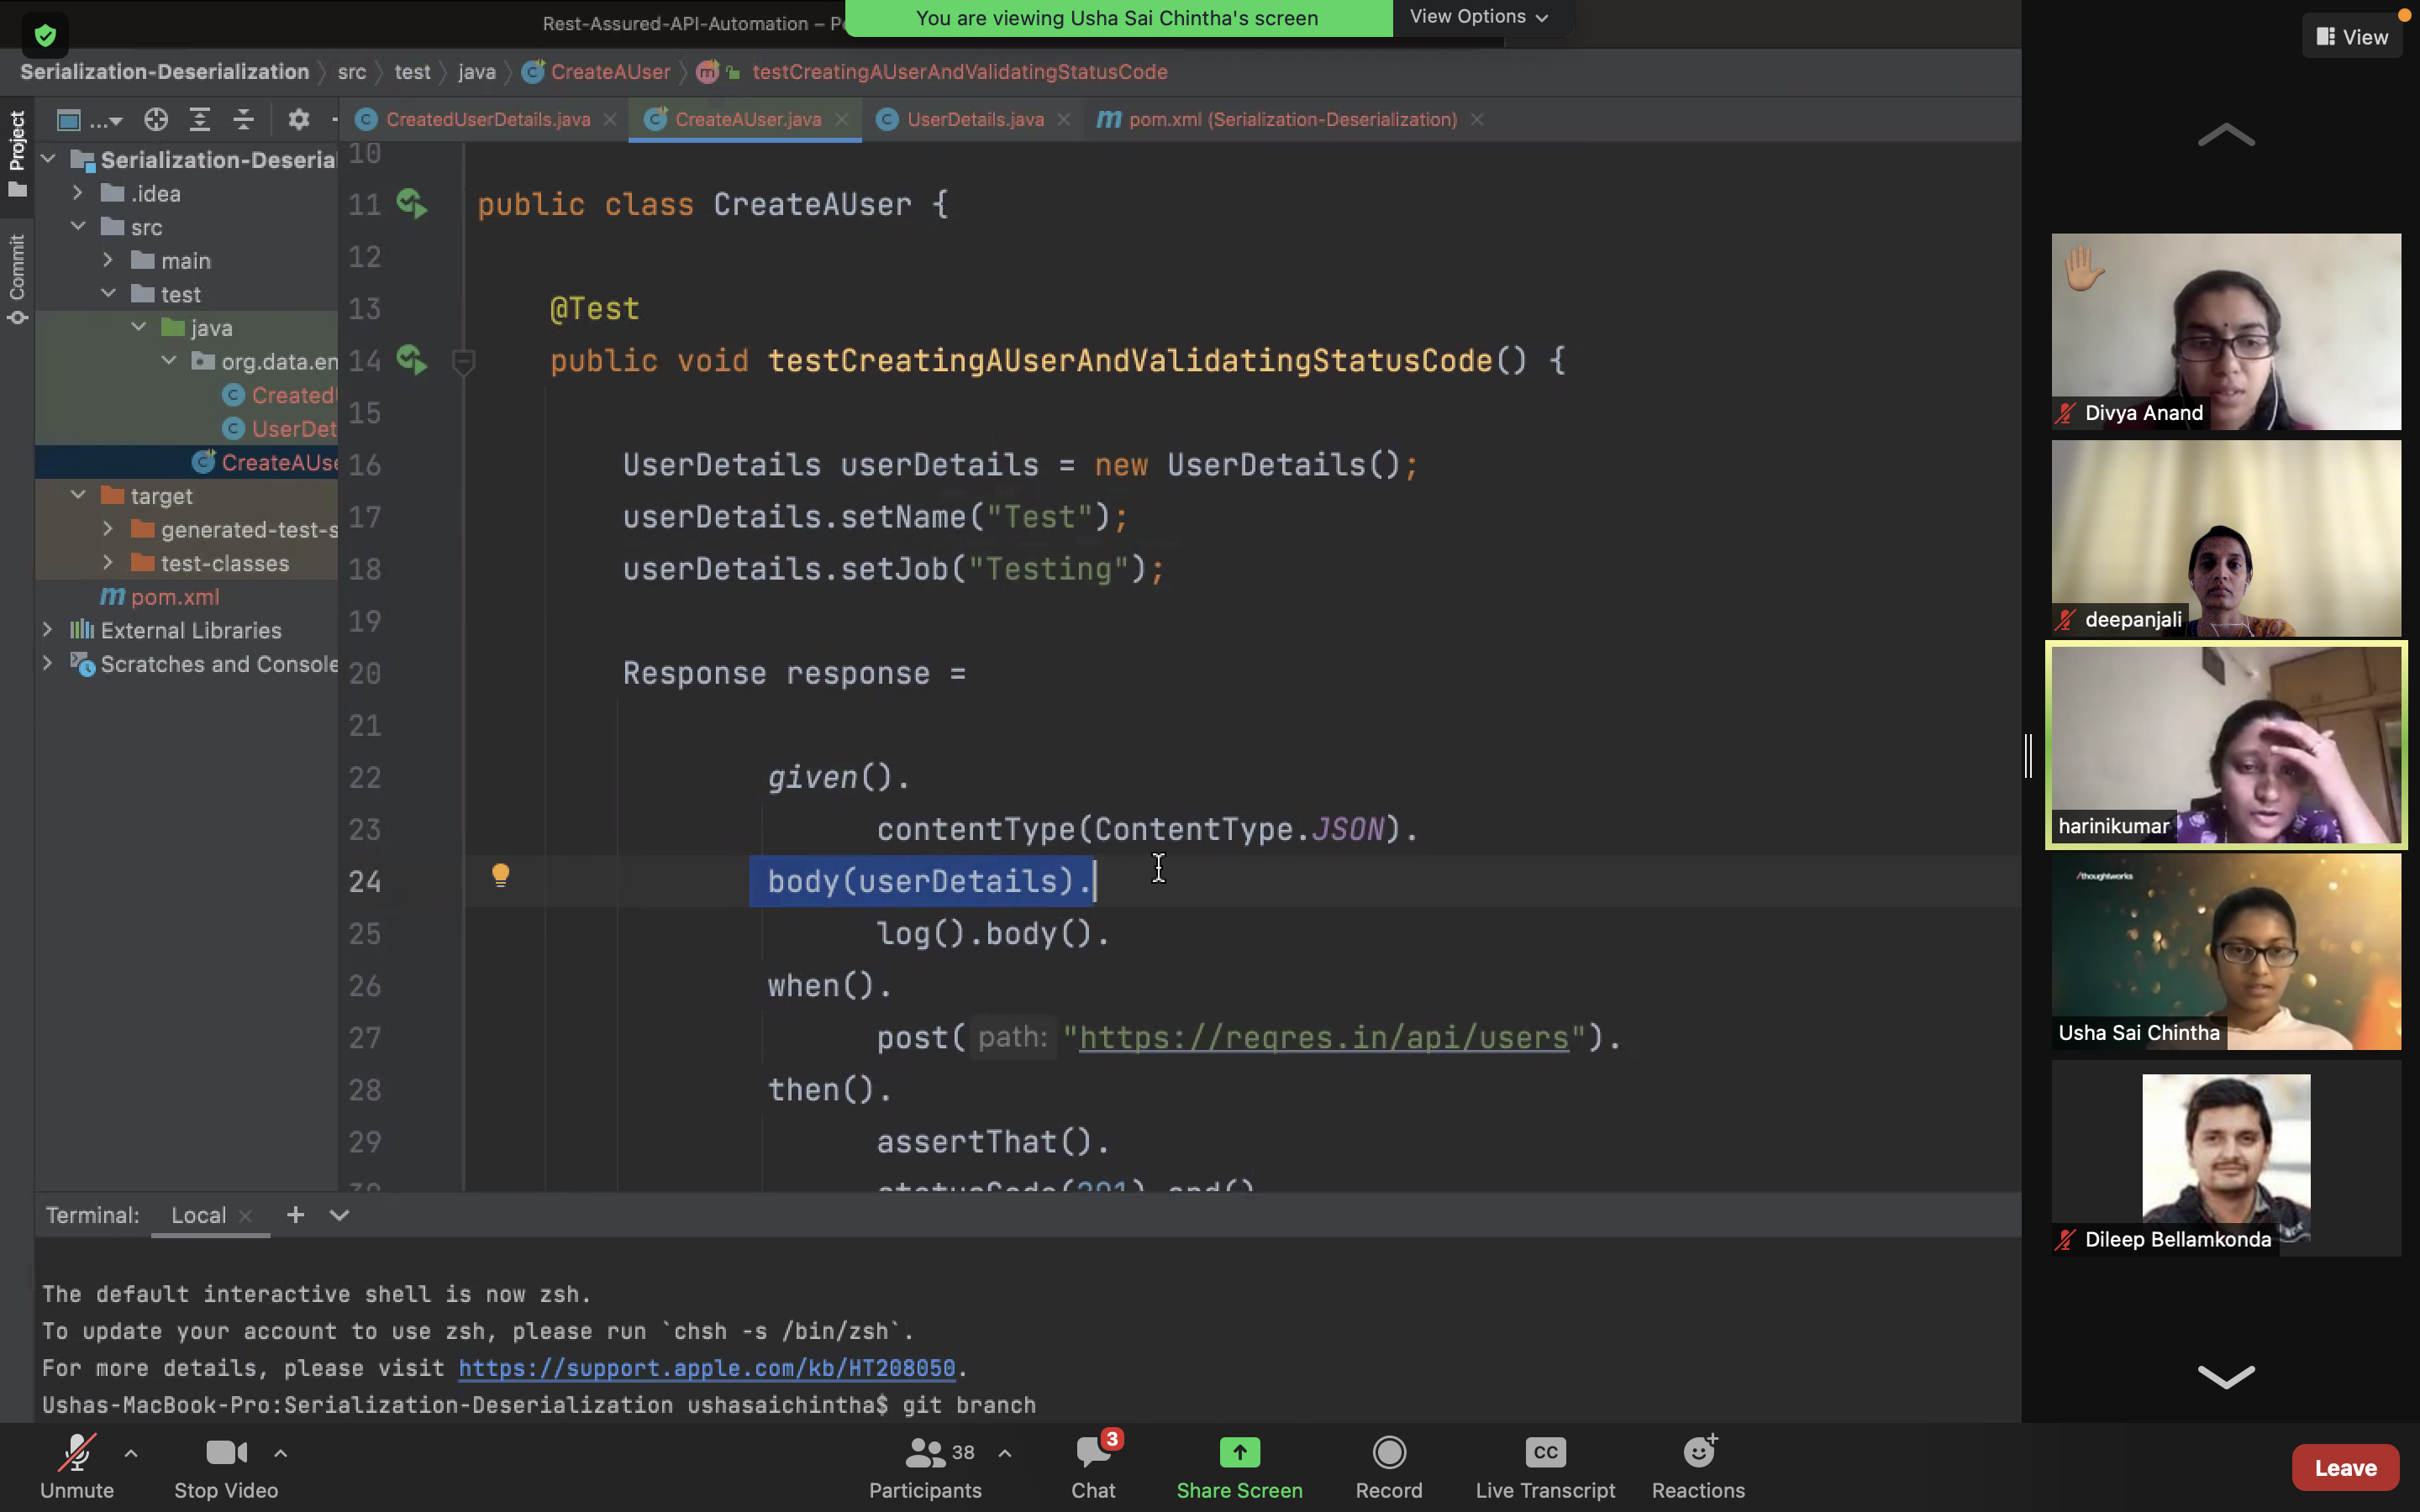 Rest-Assured-API-Automation –
You are viewing Usha Sai Chintha's screen
View Options
View
Serialization-Deserialization src test java CreateAUser m testCreatingAUserAndValidatingStatusCode
Project
Commit
...
C CreatedUserDetails.java
C CreateAUser.java
C UserDetails.java
m pom.xml (Serialization-Deserialization)
Serialization-Deseria
.idea
src
main
test
java
org.data.en
C Created
C UserDet
C CreateAUse
target
generated-test-s
test-classes
m pom.xml
External Libraries
Scratches and Console
10
11 public class CreateAUser {
12
13 @Test
14 public void testCreatingAUserAndValidatingStatusCode() {
15
16 UserDetails userDetails = new UserDetails();
17 userDetails.setName("Test");
18 userDetails.setJob("Testing");
19
20 Response response =
21
22 given().
23 contentType(ContentType.JSON).
24 body(userDetails).
25 log().body().
26 when().
27 post( path: "https://reqres.in/api/users").
28 then().
29 assertThat().
30 statusCode(201).and()
Terminal: Local
The default interactive shell is now zsh.
To update your account to use zsh, please run `chsh -s /bin/zsh`.
For more details, please visit https://support.apple.com/kb/HT208050.
Ushas-MacBook-Pro:Serialization-Deserialization ushasaichintha$ git branch
Divya Anand
deepanjali
harinikumar
/thoughtworks
Usha Sai Chintha
Dileep Bellamkonda
Unmute
Stop Video
38
Participants
3
Chat
Share Screen
Record
CC
Live Transcript
Reactions
Leave